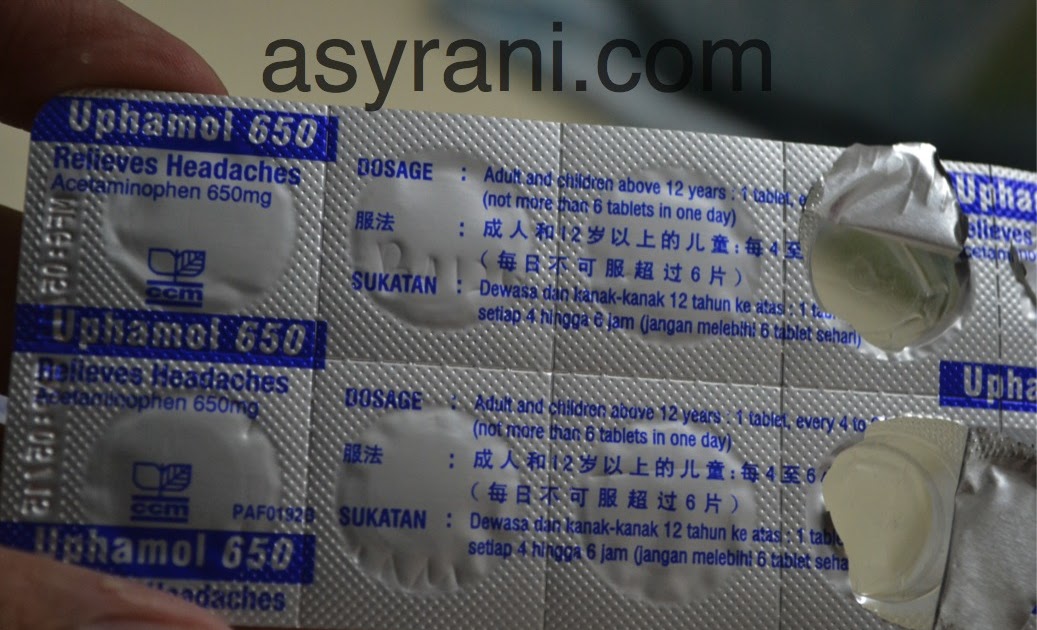 asyrani.com
Uphamol 650
Relieves Headaches
Acetaminophen 650mg
ccm
DOSAGE : Adult and children above 12 years : 1 tablet,
(not more than 6 tablets in one day)
服法 : 成人和12岁以上的儿童:每4至
(每日不可服超过6片)
SUKATAN : Dewasa dan kanak-kanak 12 tahun ke atas : 1
setiap 4 hingga 6 jam (jangan melebihi 6 tablet sehari)
Uphamol 650
Relieves Headaches
Acetaminophen 650mg
ccm
PAF0192B
DOSAGE : Adult and children above 12 years : 1 tablet, every 4 to
(not more than 6 tablets in one day)
服法 : 成人和12岁以上的儿童:每4至6
(每日不可服超过6片)
SUKATAN : Dewasa dan kanak-kanak 12 tahun ke atas : 1
setiap 4 hingga 6 jam (jangan melebihi 6 tablet
Uphamol 650
Headaches